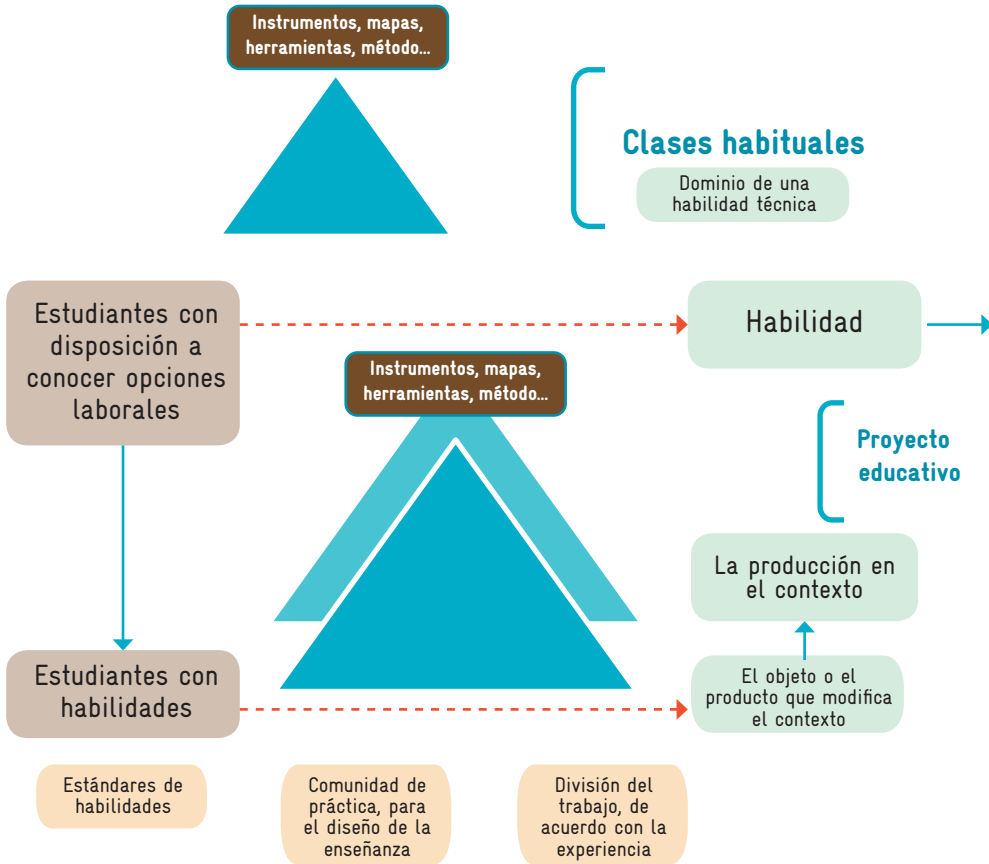 Instrumentos, mapas,
herramientas, método...
Clases habituales
Dominio de una
habilidad técnica
Estudiantes con
disposición a
conocer opciones
laborales
Habilidad
Instrumentos, mapas,
herramientas, método...
Proyecto
educativo
La producción en
el contexto
Estudiantes con
habilidades
El objeto o el
producto que modifica
el contexto
Estándares de
habilidades
Comunidad de
práctica, para
el diseño de la
enseñanza
División del
trabajo, de
acuerdo con la
experiencia